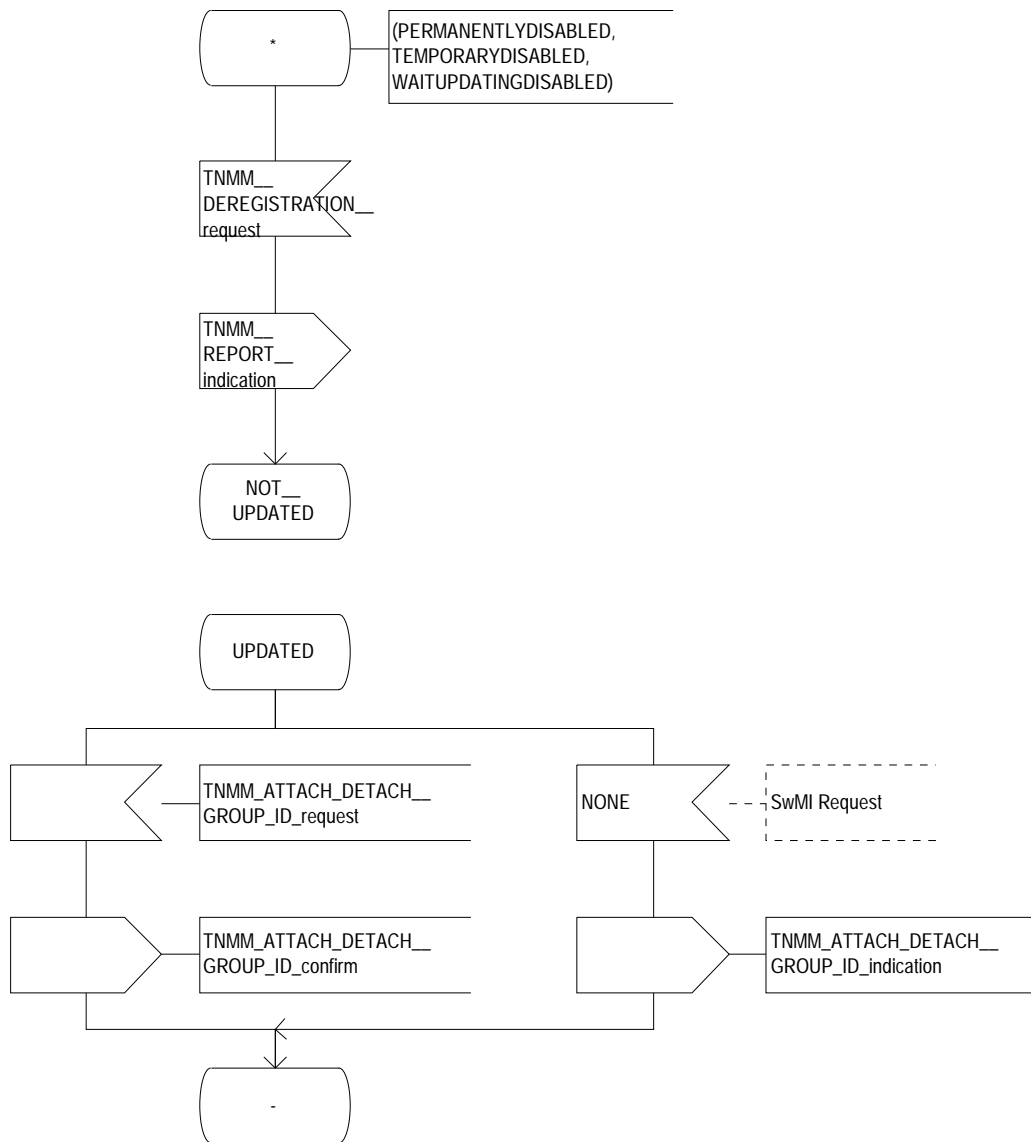 *
(PERMANENTLYDISABLED,
TEMPORARYDISABLED,
WAITUPDATINGDISABLED)
TNMM__
DEREGISTRATION__
request
TNMM__
REPORT__
indication
NOT__
UPDATED
UPDATED
TNMM_ATTACH_DETACH__
GROUP_ID_request
NONE
SwMI Request
TNMM_ATTACH_DETACH__
GROUP_ID_confirm
TNMM_ATTACH_DETACH__
GROUP_ID_indication
-